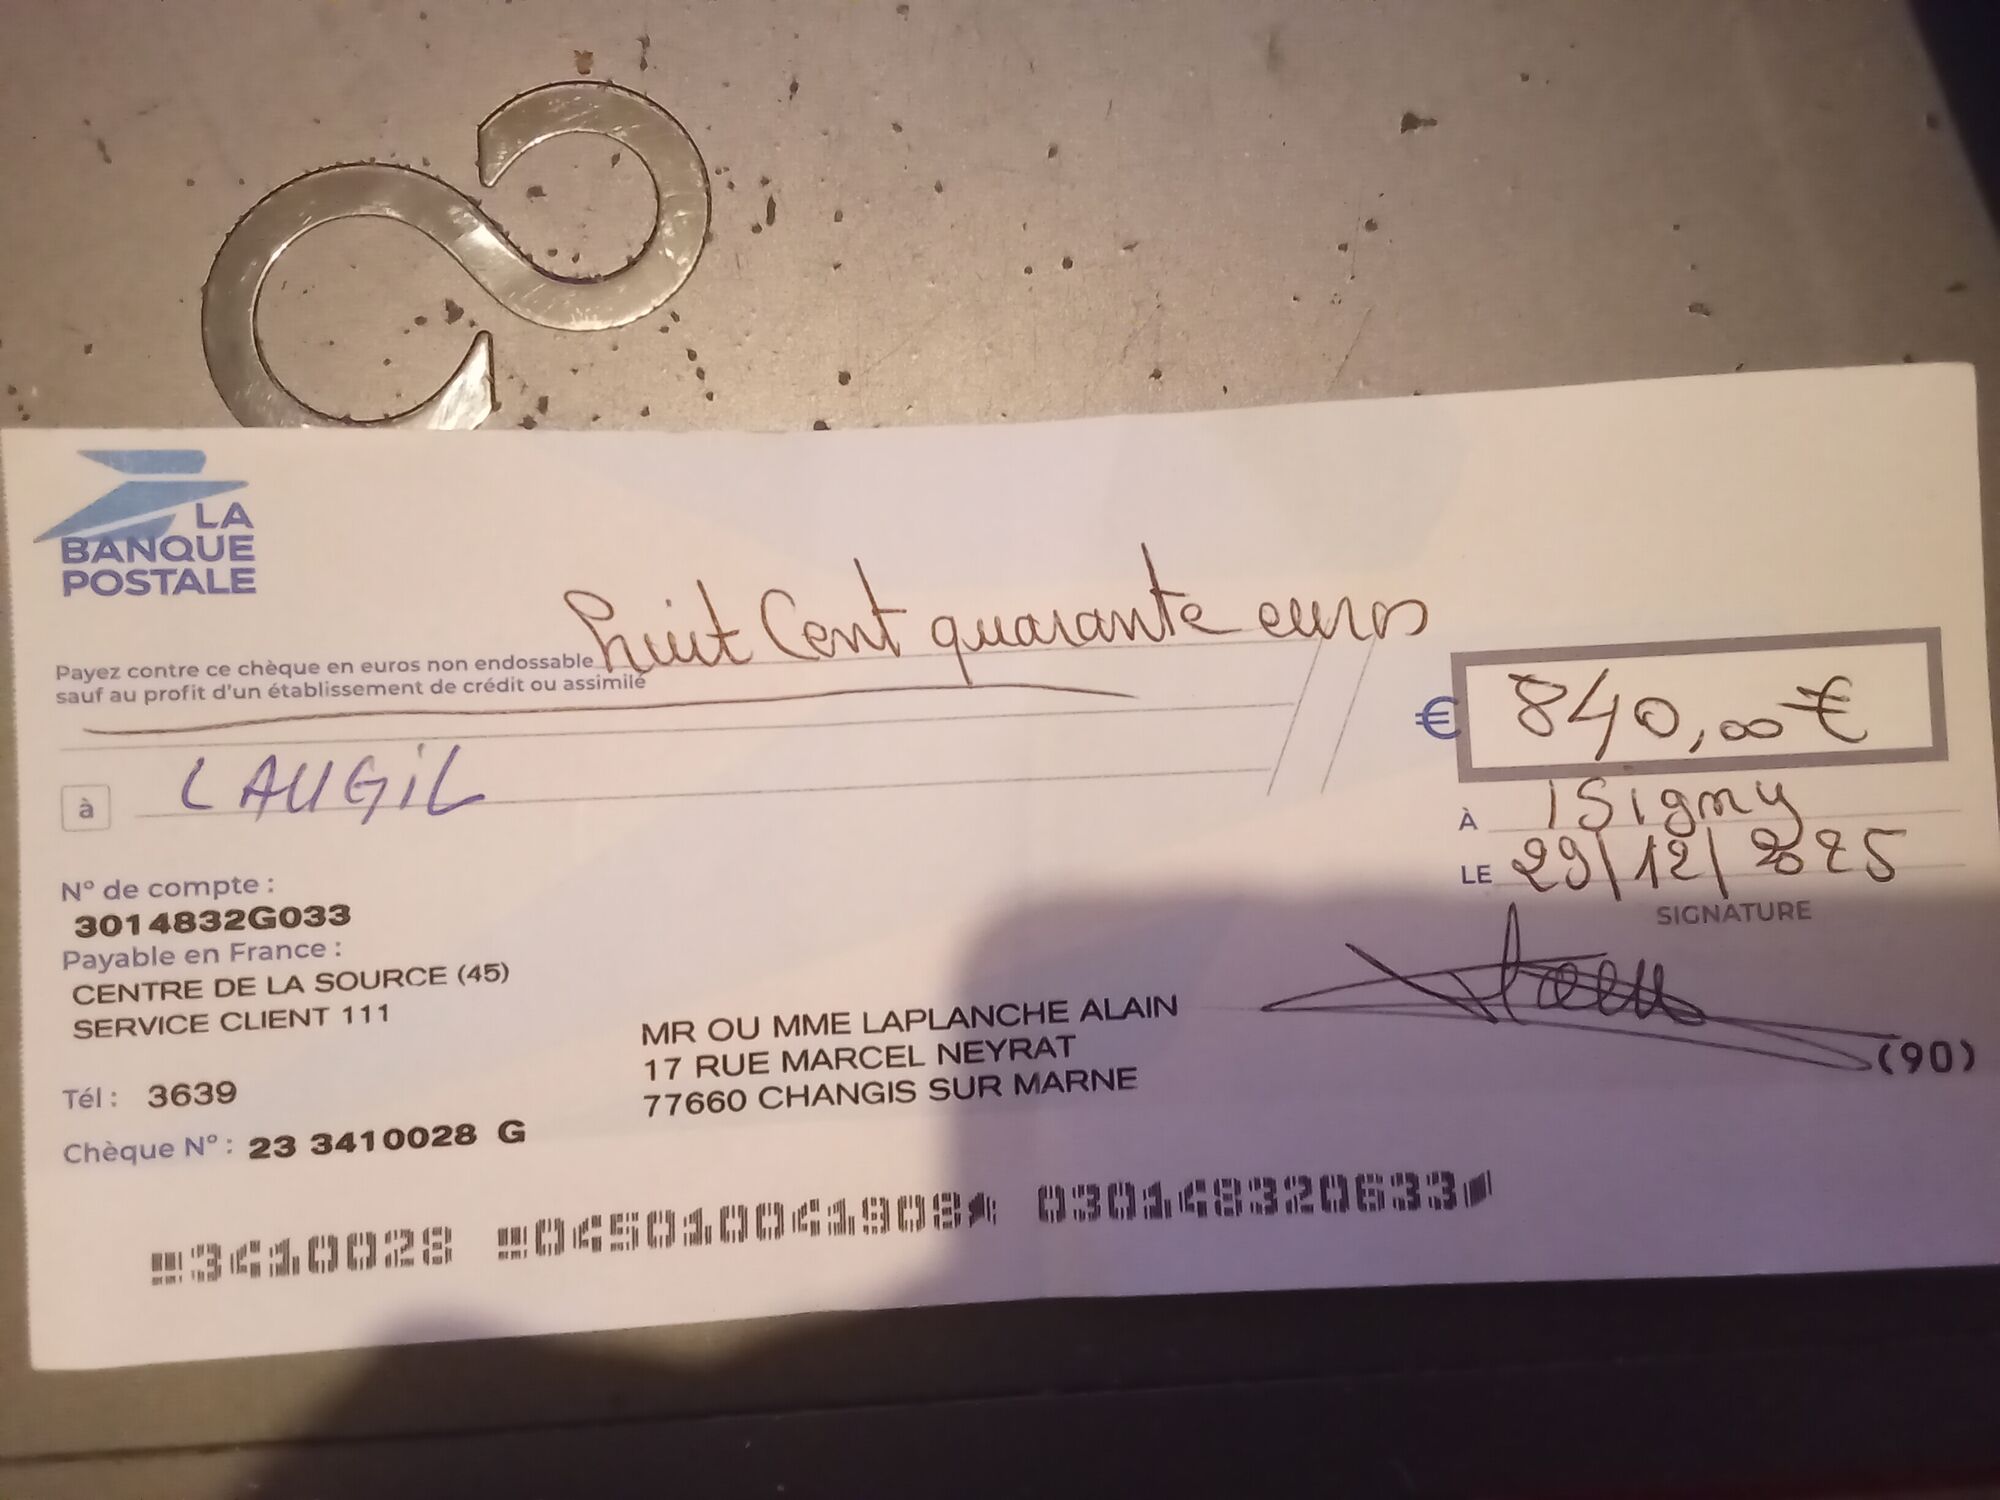 LA
BANQUE
POSTALE
huit Cent quarante euros
Payez contre ce chèque en euros non endossable
sauf au profit d'un établissement de crédit ou assimilé
€ 840,00 €
à LAUGIL
À ISigny
LE 29/12/2025
SIGNATURE
N° de compte :
3014832G033
Payable en France :
CENTRE DE LA SOURCE (45)
SERVICE CLIENT 111
MR OU MME LAPLANCHE ALAIN
17 RUE MARCEL NEYRAT
77660 CHANGIS SUR MARNE
(90)
Tél : 3639
Chèque N° : 23 3410028 G
3410028 045010041908 030148320633